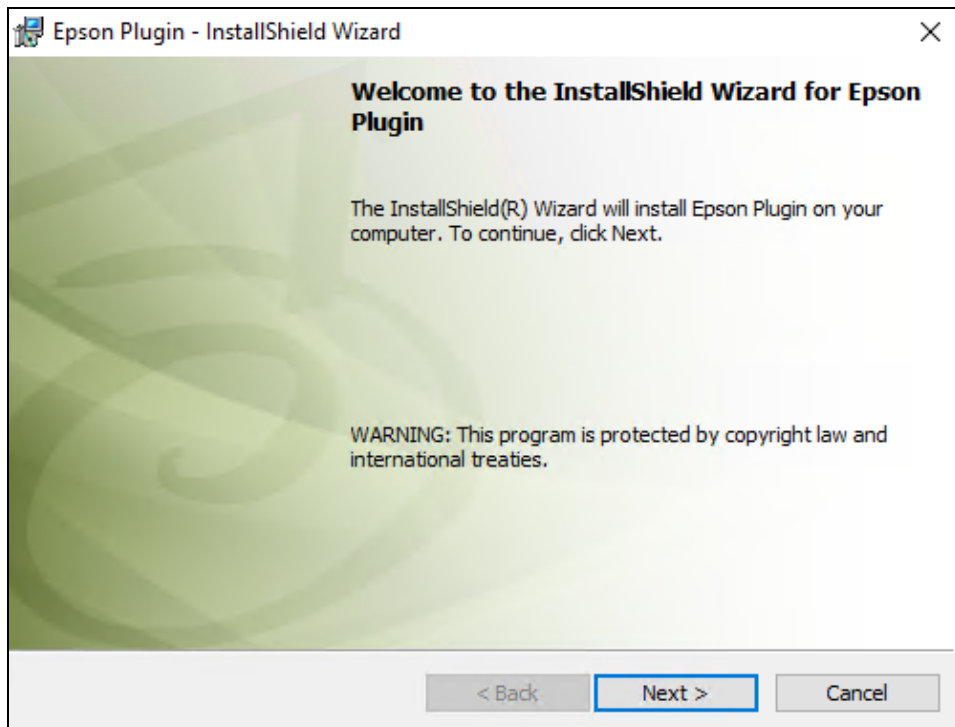 Epson Plugin - InstallShield Wizard
Welcome to the InstallShield Wizard for Epson
Plugin
The InstallShield(R) Wizard will install Epson Plugin on your
computer. To continue, click Next.
WARNING: This program is protected by copyright law and
international treaties.
< Back Next > Cancel